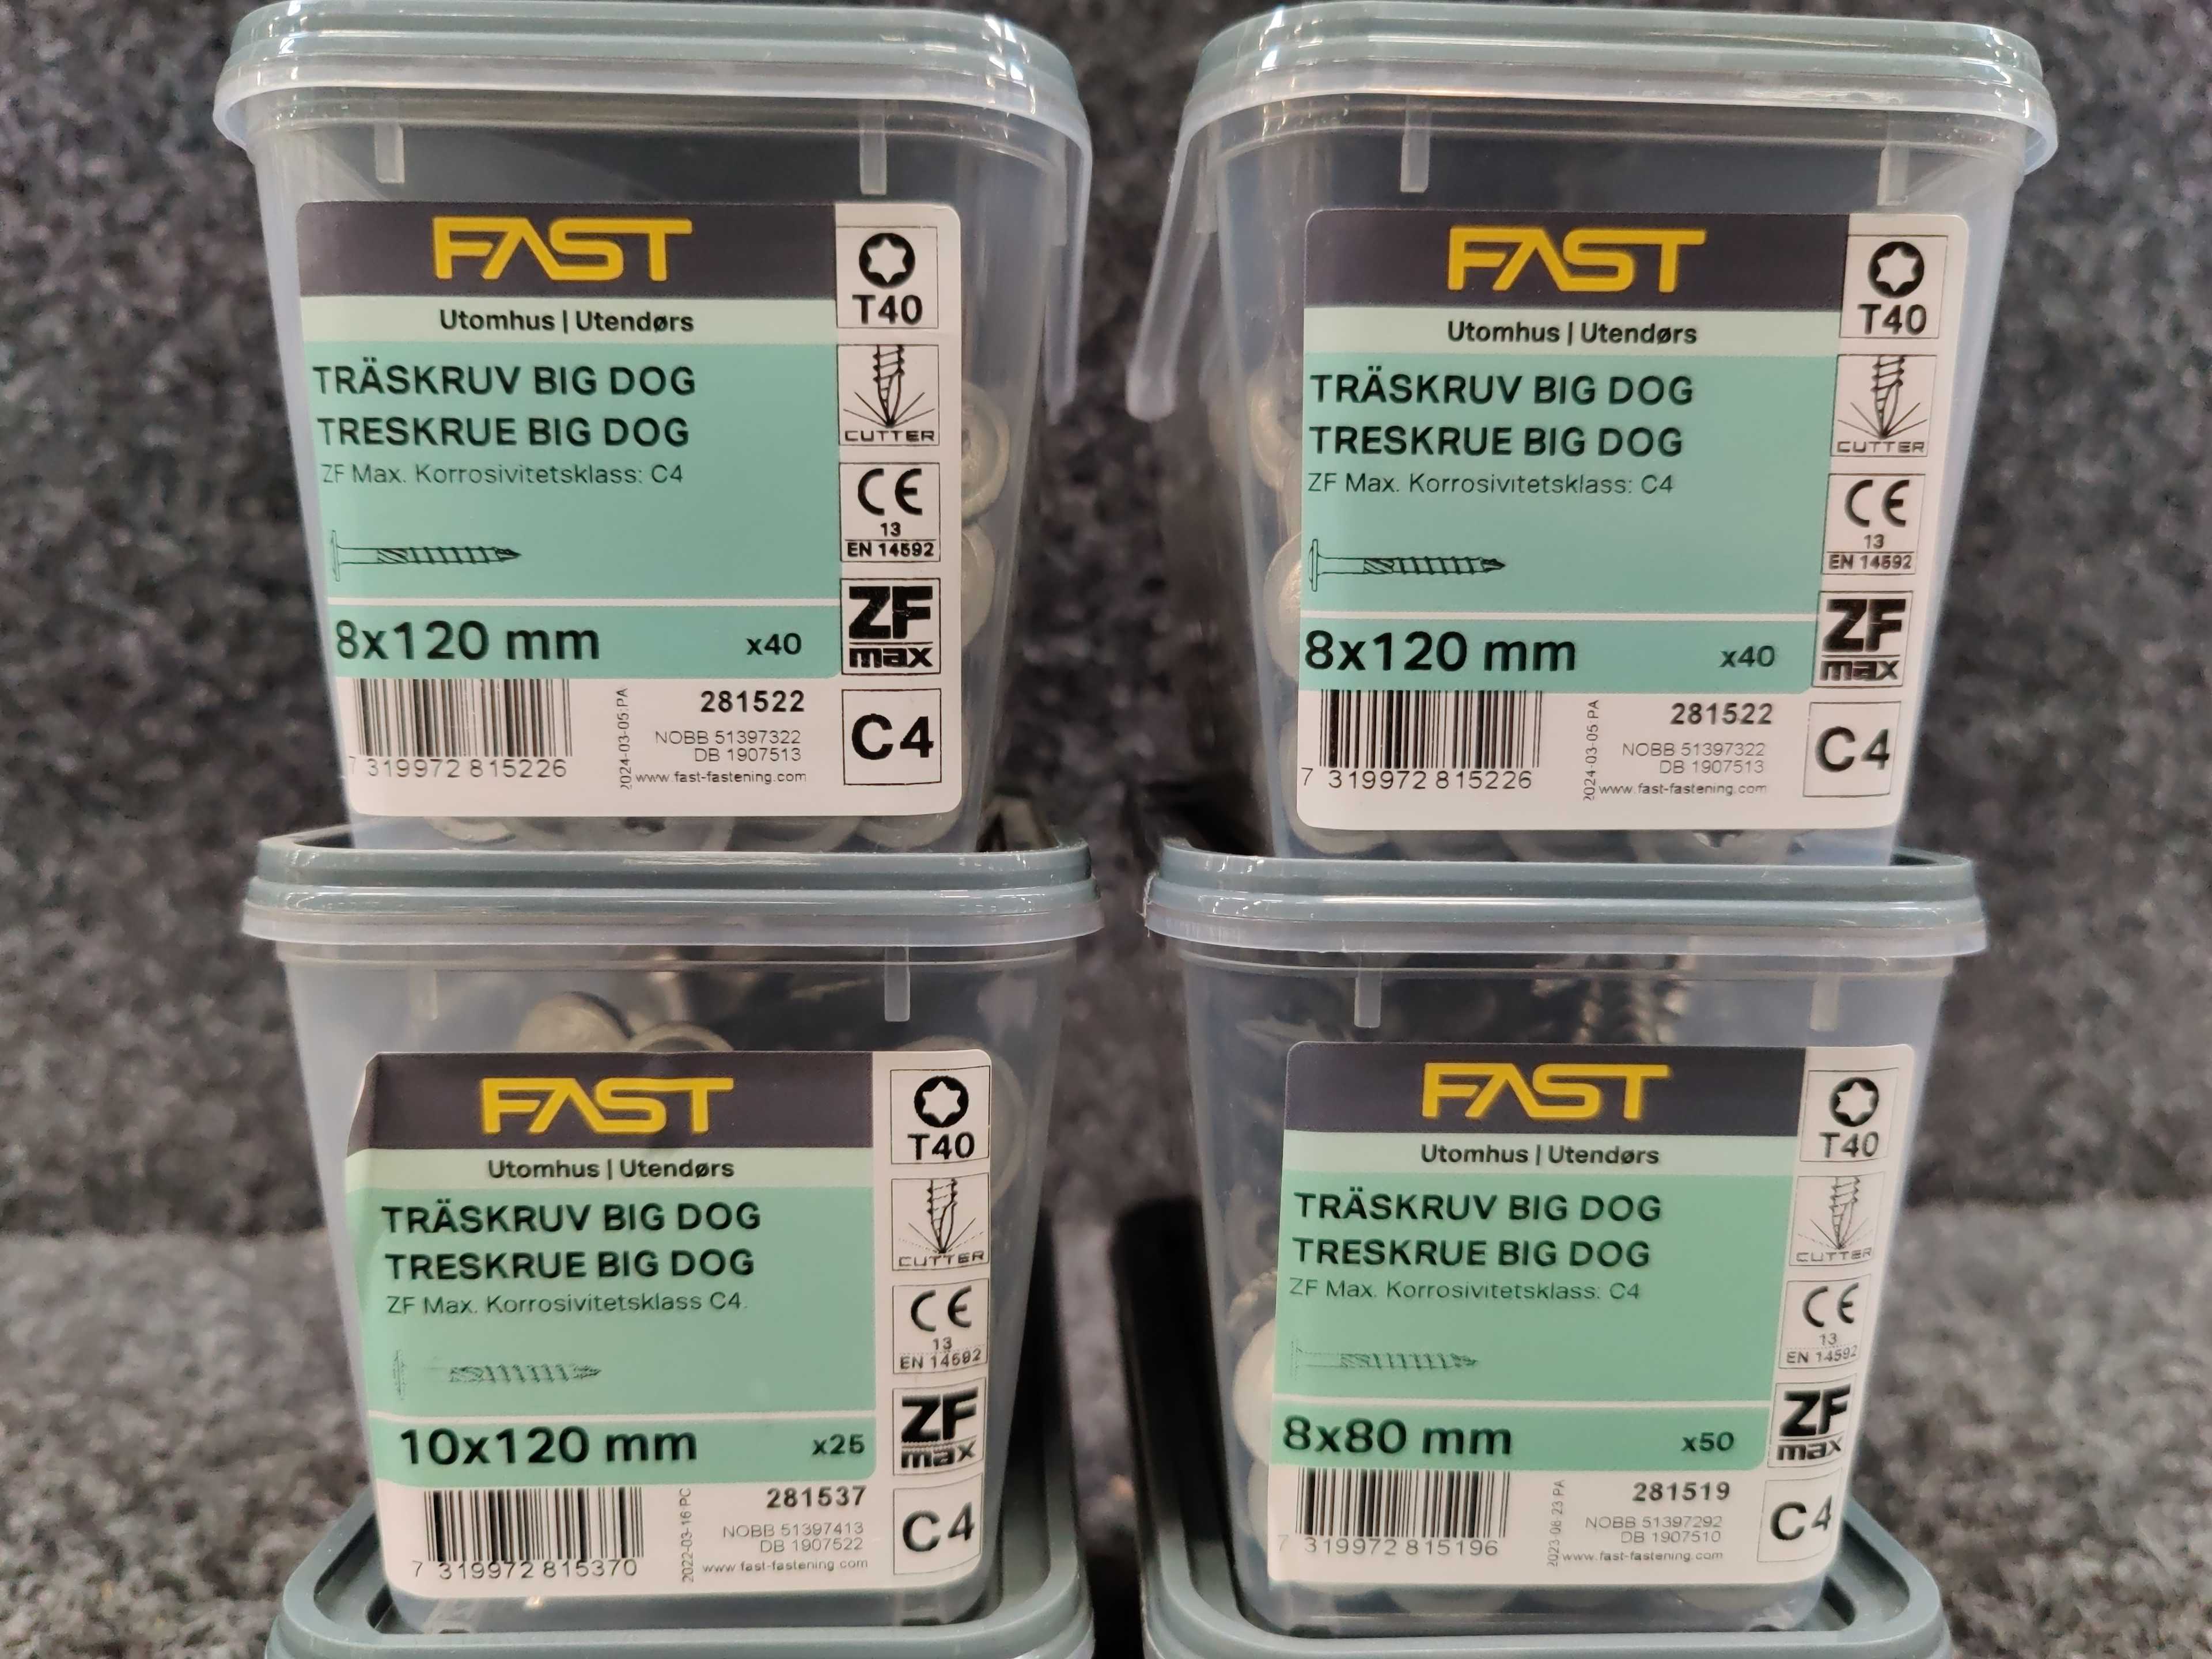 FAST
Utomhus | Utendørs
TRÄSKRUV BIG DOG
TRESKRUE BIG DOG
ZF Max. Korrosivitetsklass: C4
8x120 mm x40
7 319972 815226
2024-03-05 PA
281522
NOBB 51397322
DB 1907513
www.fast-fastening.com
T40
CUTTER
CE
13
EN 14592
ZF
max
C4
FAST
Utomhus | Utendørs
TRÄSKRUV BIG DOG
TRESKRUE BIG DOG
ZF Max. Korrosivitetsklass: C4
8x120 mm x40
7 319972 815226
2024-03-05 PA
281522
NOBB 51397322
DB 1907513
www.fast-fastening.com
T40
CUTTER
CE
13
EN 14592
ZF
max
C4
FAST
Utomhus | Utendørs
TRÄSKRUV BIG DOG
TRESKRUE BIG DOG
ZF Max. Korrosivitetsklass C4.
10x120 mm x25
7 319972 815370
2022-03-16 PC
281537
NOBB 51397413
DB 1907522
www.fast-fastening.com
T40
CUTTER
CE
13
EN 14592
ZF
max
C4
FAST
Utomhus | Utendørs
TRÄSKRUV BIG DOG
TRESKRUE BIG DOG
ZF Max. Korrosivitetsklass: C4
8x80 mm x50
7 319972 815196
2023-06-23 PA
281519
NOBB 51397292
DB 1907510
www.fast-fastening.com
T40
CUTTER
CE
13
EN 14592
ZF
max
C4